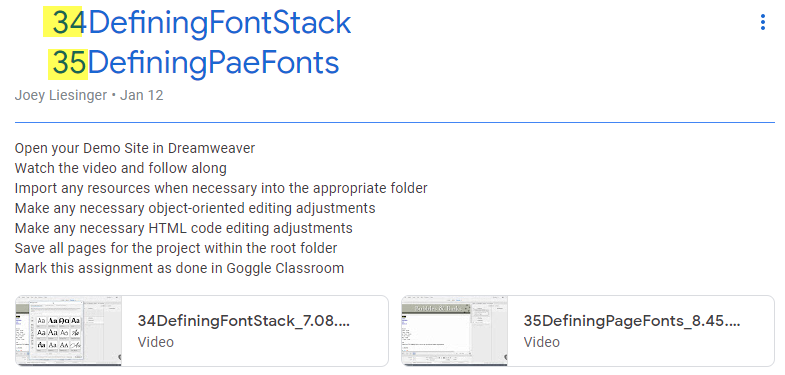 34DefiningFontStack
35DefiningPaeFonts
Joey Liesinger • Jan 12
Open your Demo Site in Dreamweaver
Watch the video and follow along
Import any resources when necessary into the appropriate folder
Make any necessary object-oriented editing adjustments
Make any necessary HTML code editing adjustments
Save all pages for the project within the root folder
Mark this assignment as done in Goggle Classroom
34DefiningFontStack_7.08....
Video
35DefiningPageFonts_8.45....
Video